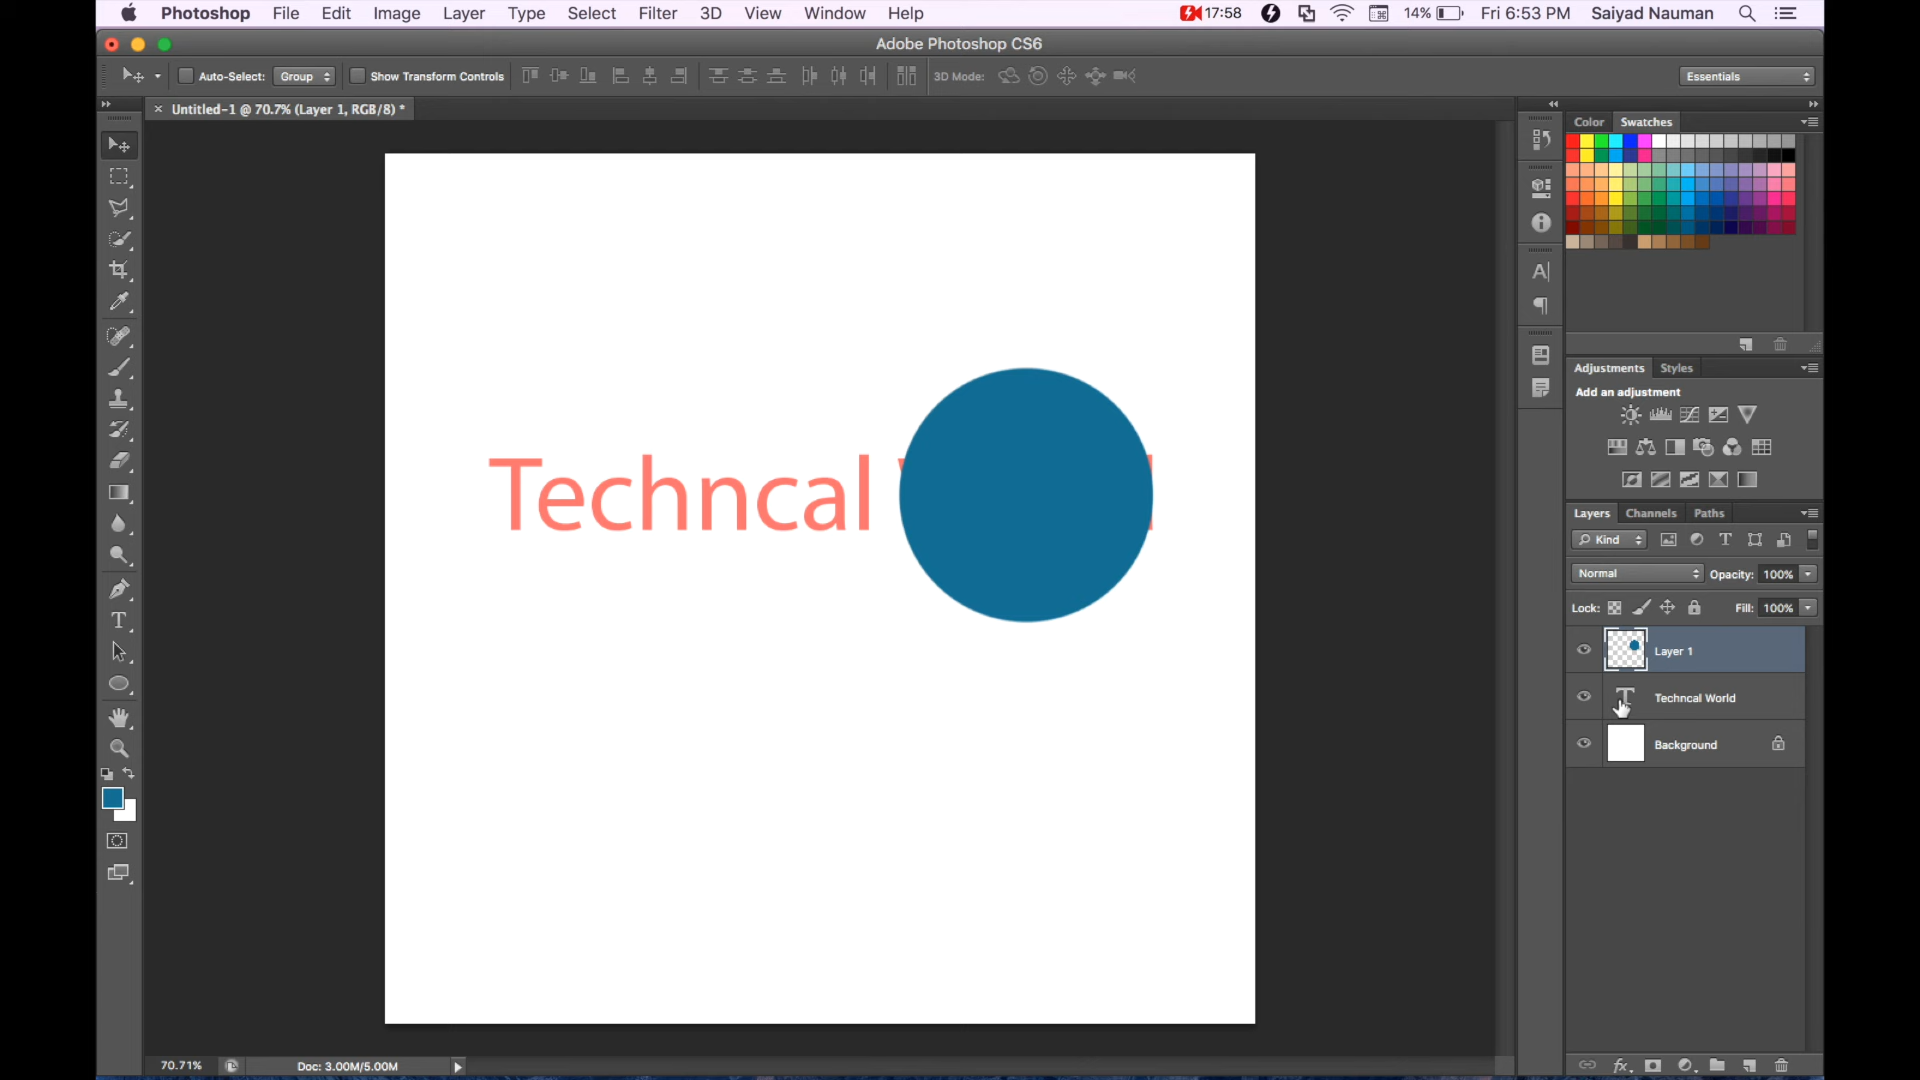 Photoshop File Edit Image Layer Type Select Filter 3D View Window Help 17:58 14% Fri 6:53 PM Saiyad Nauman
Adobe Photoshop CS6
Auto-Select: Group Show Transform Controls 3D Mode: Essentials
Untitled-1 @ 70.7% (Layer 1, RGB/8) *
Color Swatches
Techncal
Adjustments Styles
Add an adjustment
Layers Channels Paths
Kind
Normal Opacity: 100%
Lock: Fill: 100%
Layer 1
Techncal World
Background
70.71% Doc: 3.00M/5.00M